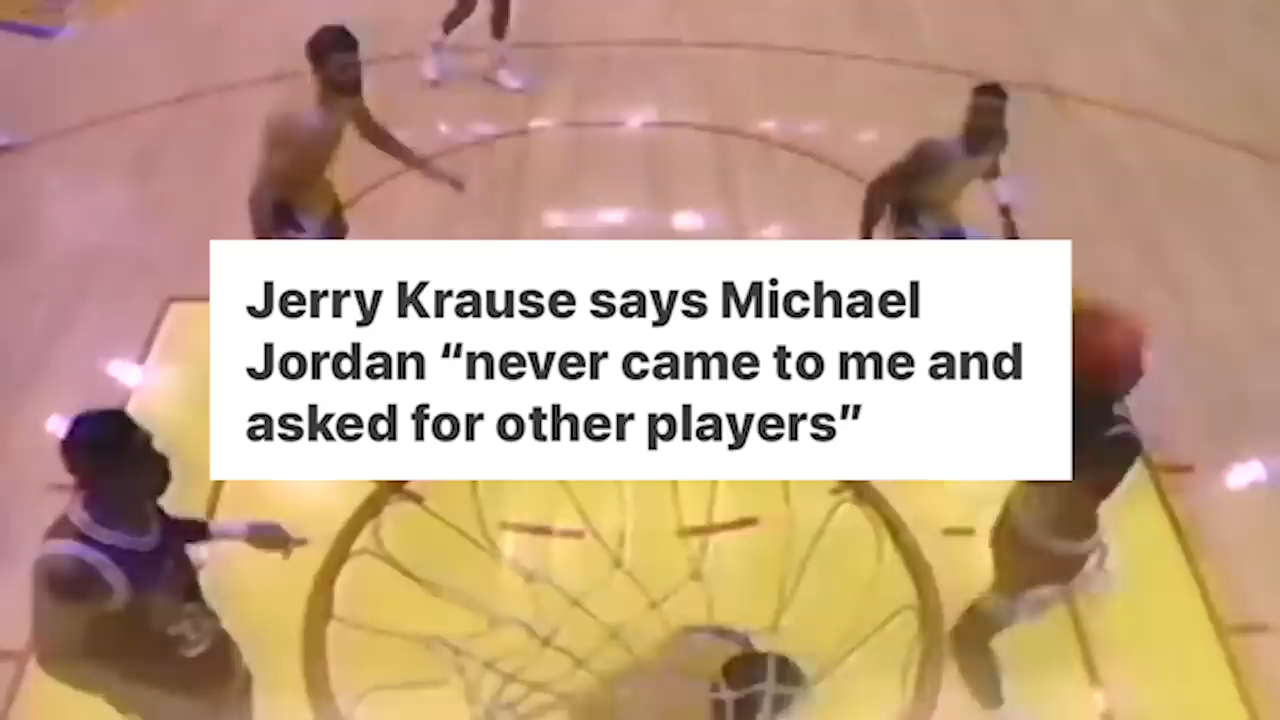 Jerry Krause says Michael
Jordan “never came to me and
asked for other players”